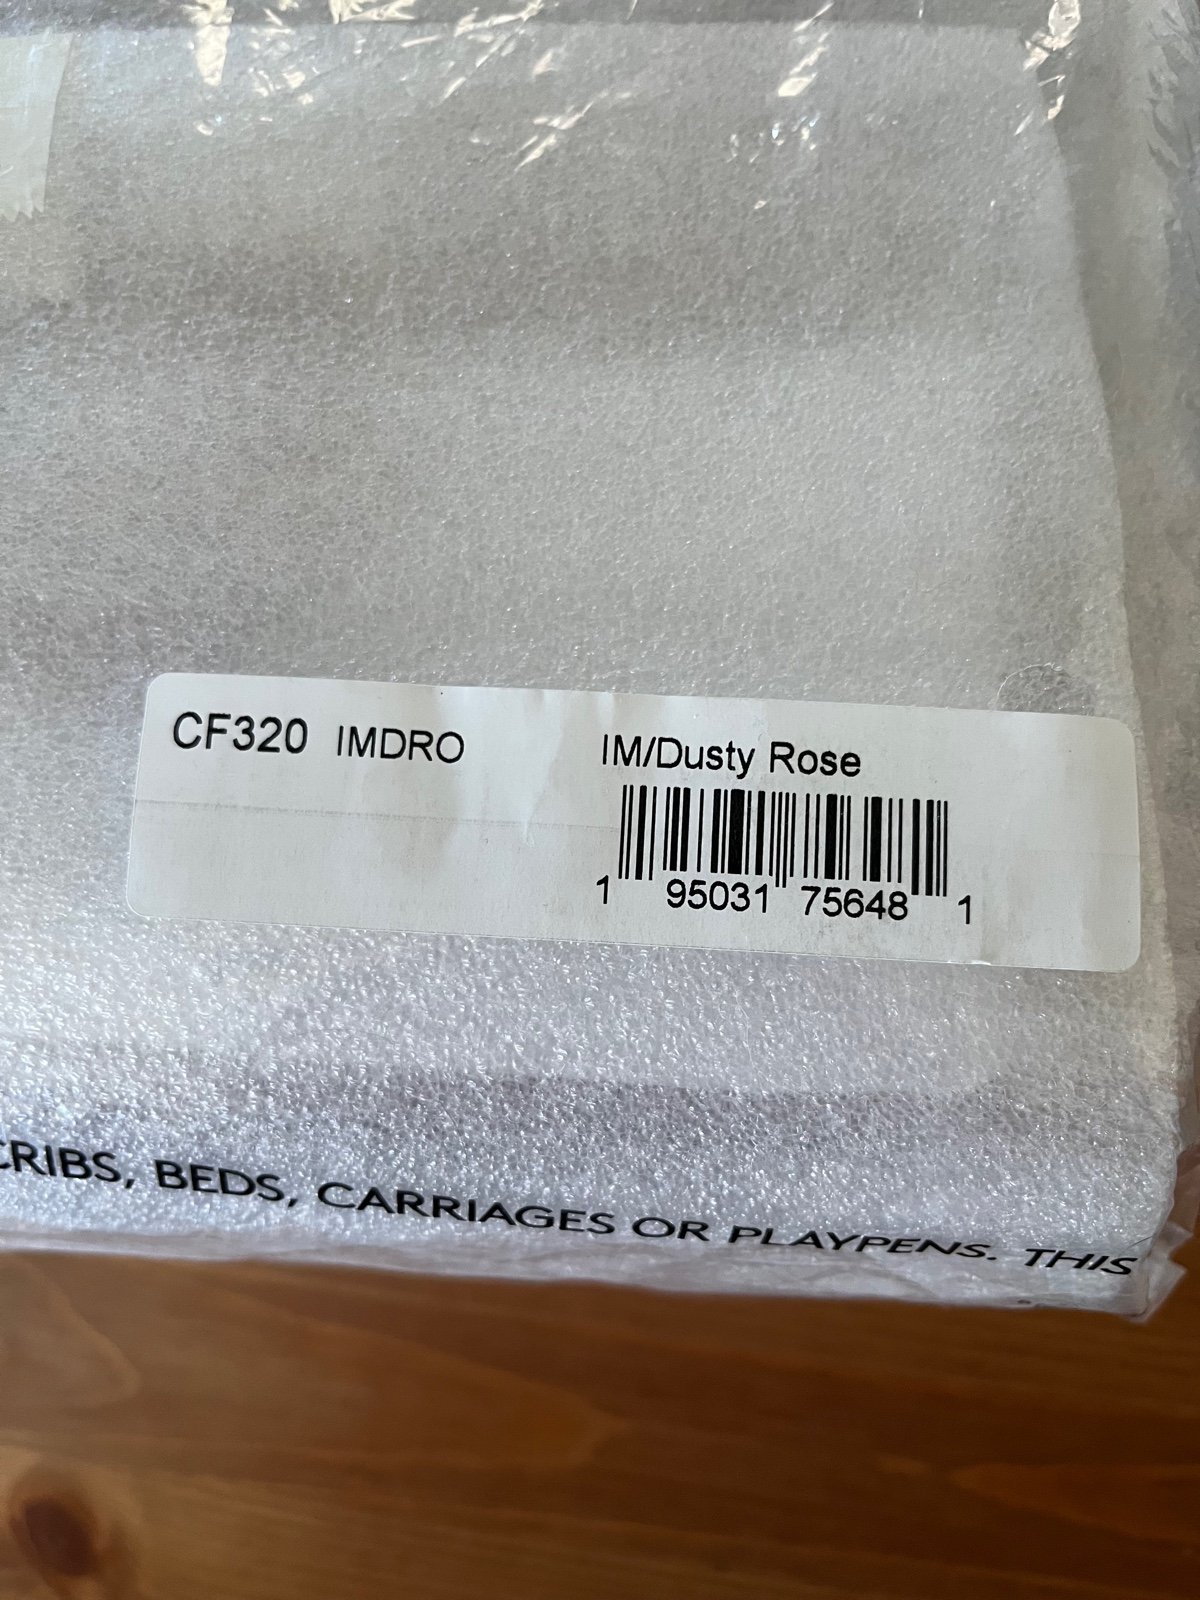 CF320 IMDRO IM/Dusty Rose
1 95031 75648 1
CRIBS, BEDS, CARRIAGES OR PLAYPENS. THIS